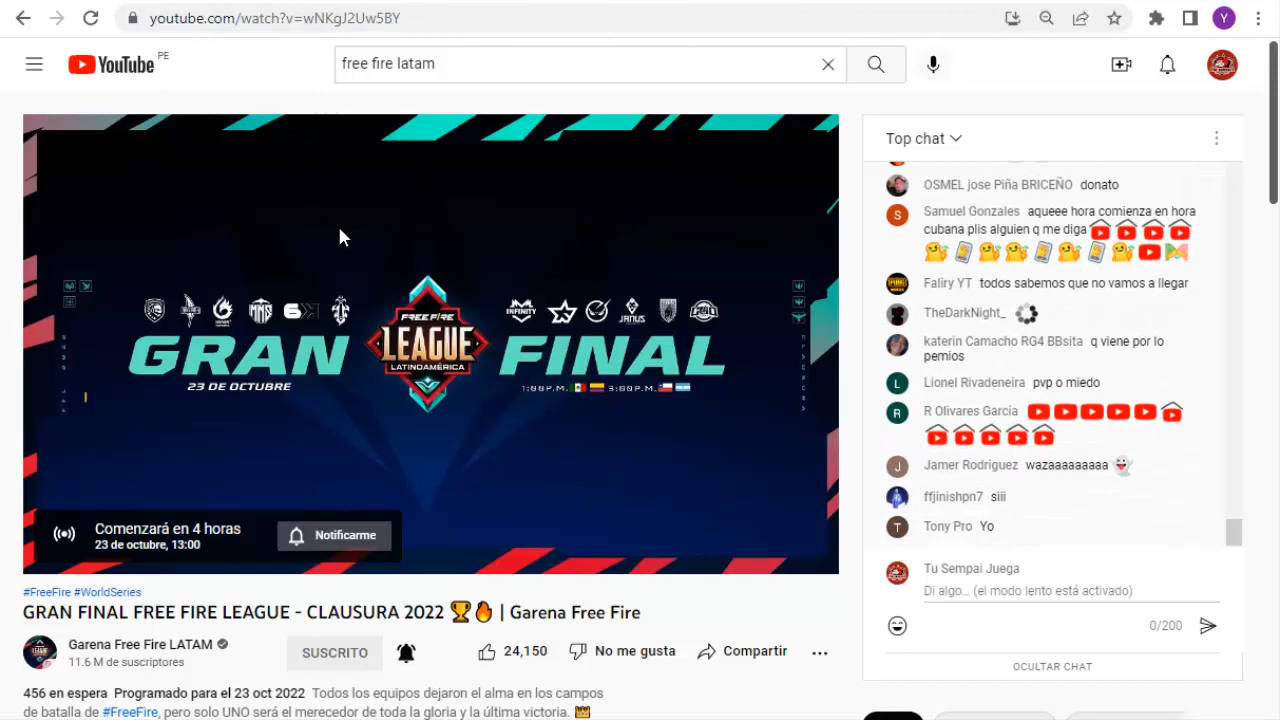 youtube.com/watch?v=wNKgJ2Uw5BY
Y
YouTube PE
free fire latam
Top chat
OSMEL jose Piña BRICEÑO donato
Samuel Gonzales aqueee hora comienza en hora
cubana plis alguien q me diga
S
Faliry YT todos sabemos que no vamos a llegar
TheDarkNight_
katerin Camacho RG4 BBsita q viene por lo
pemios
L
Lionel Rivadeneira pvp o miedo
R
R Olivares Garcia
J
Jamer Rodriguez wazaaaaaaaa
ffjinishpn7 siii
T
Tony Pro Yo
Tu Sempai Juega
Di algo... (el modo lento está activado)
0/200
OCULTAR CHAT
INFINITY
JANUS
FREE FIRE
LEAGUE
LATINOAMÉRICA
GRAN FINAL
23 DE OCTUBRE
1:00P.M. 3:00P.M.
Comenzará en 4 horas
23 de octubre, 13:00
Notificarme
#FreeFire #WorldSeries
GRAN FINAL FREE FIRE LEAGUE - CLAUSURA 2022 🏆🔥 | Garena Free Fire
Garena Free Fire LATAM
11.6 M de suscriptores
SUSCRITO
24,150
No me gusta
Compartir
456 en espera Programado para el 23 oct 2022 Todos los equipos dejaron el alma en los campos
de batalla de #FreeFire, pero solo UNO será el merecedor de toda la gloria y la última victoria. 👑